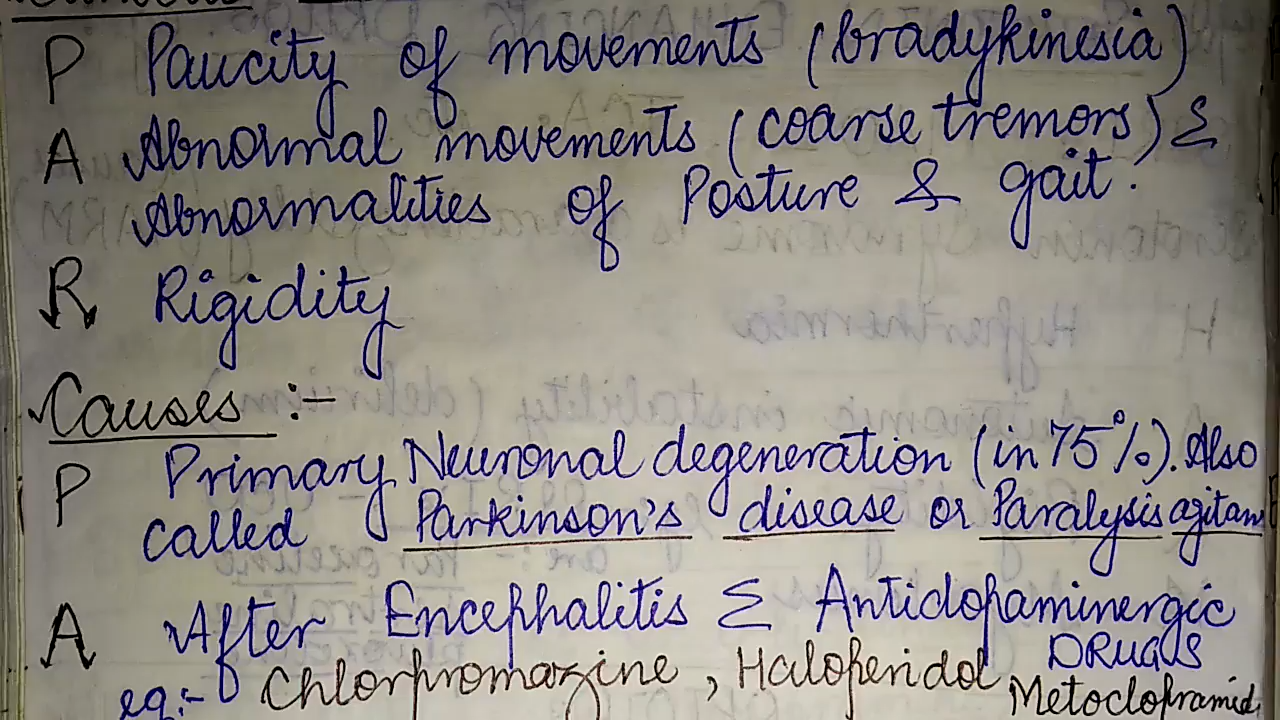 P Paucity of movements (bradykinesia)
A Abnormal movements (coarse tremors) &
Abnormalities of Posture & gait.
R Rigidity
Causes :-
P Primary Neuronal degeneration (in 75%). Also
called Parkinson's disease or Paralysis agitans
A After Encephalitis & Antidopaminergic
DRUGS
eg:- Chlorpromazine, Haloperidol, Metoclopramid